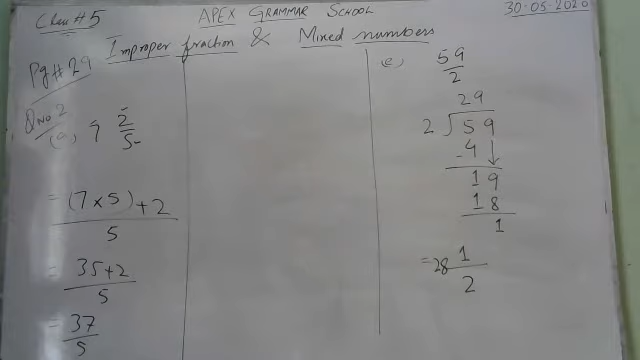 Class # 5
APEX GRAMMAR SCHOOL
30-05-2020
Improper fraction & Mixed numbers
Pg # 29
Q No 2
(a) 7 2/5
= (7 x 5) + 2
5
= 35 + 2
5
= 37
5
(e) 59
2
29
2 √59
- 4 ↓
19
18
1
= 28 1
2